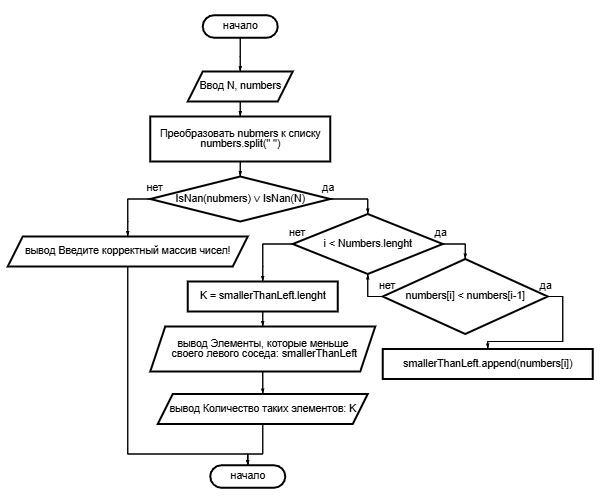 начало
Ввод N, numbers
Преобразовать nubmers к списку
numbers.split(" ")
нет
IsNan(nubmers) ∨ IsNan(N)
да
вывод Введите корректный массив чисел!
нет
i < Numbers.lenght
да
K = smallerThanLeft.lenght
нет
numbers[i] < numbers[i-1]
да
вывод Элементы, которые меньше
своего левого соседа: smallerThanLeft
smallerThanLeft.append(numbers[i])
вывод Количество таких элементов: K
начало